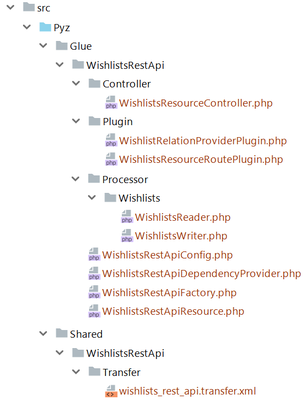 src
Pyz
Glue
WishlistsRestApi
Controller
WishlistsResourceController.php
Plugin
WishlistRelationProviderPlugin.php
WishlistsResourceRoutePlugin.php
Processor
Wishlists
WishlistsReader.php
WishlistsWriter.php
WishlistsRestApiConfig.php
WishlistsRestApiDependencyProvider.php
WishlistsRestApiFactory.php
WishlistsRestApiResource.php
Shared
WishlistsRestApi
Transfer
wishlists_rest_api.transfer.xml